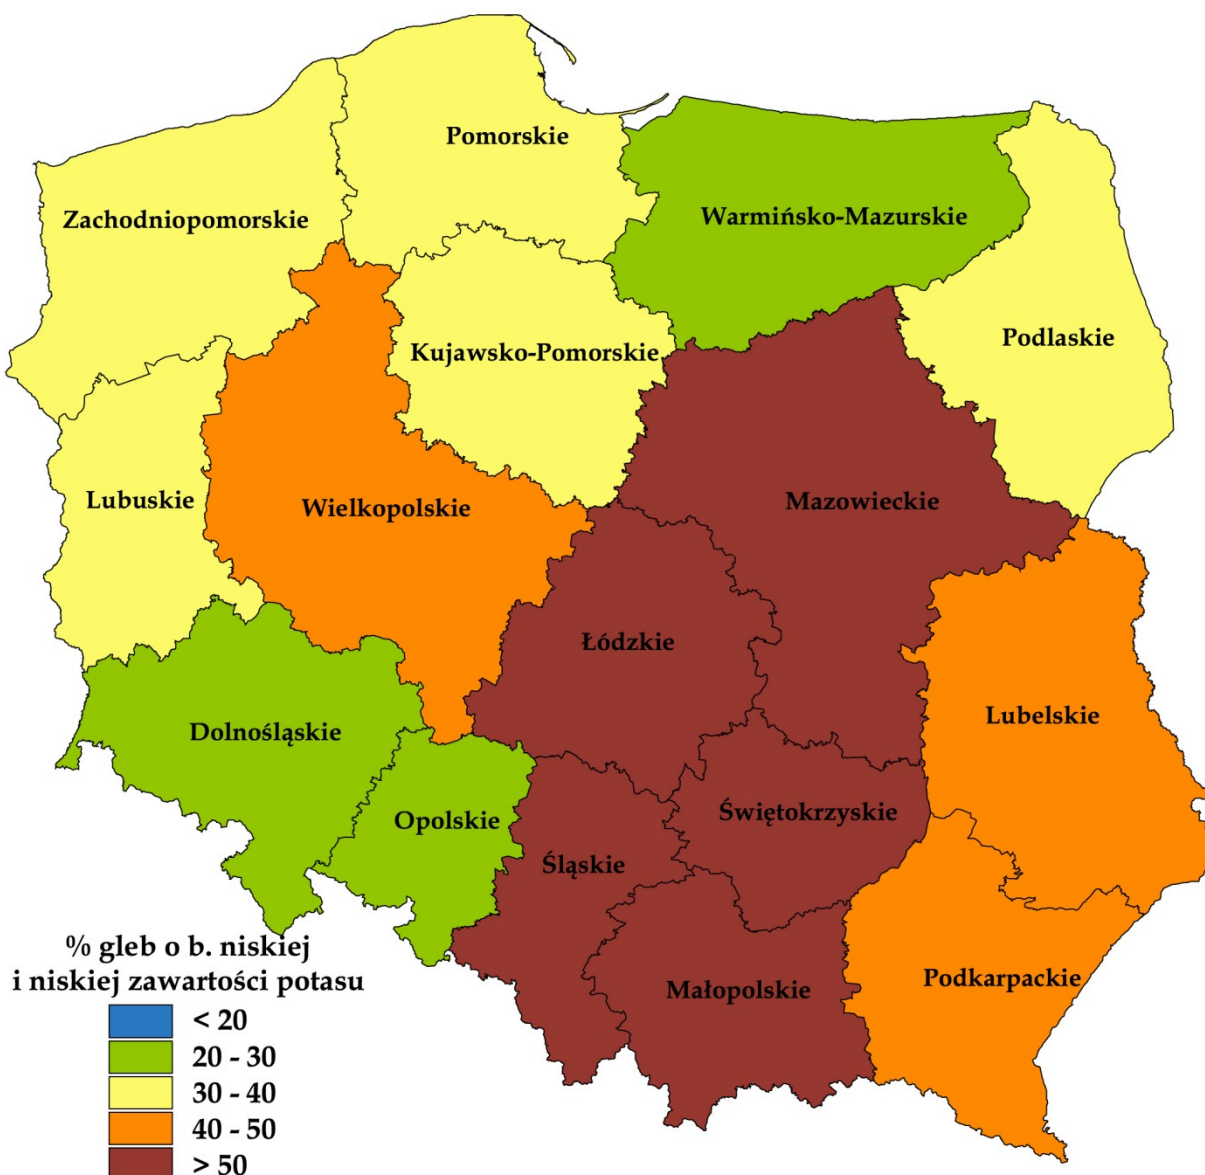 Pomorskie
Zachodniopomorskie
Warmińsko-Mazurskie
Podlaskie
Kujawsko-Pomorskie
Lubuskie
Wielkopolskie
Mazowieckie
Łódzkie
Dolnośląskie
Lubelskie
Opolskie
Świętokrzyskie
Śląskie
Małopolskie
Podkarpackie
% gleb o b. niskiej
i niskiej zawartości potasu
< 20
20 - 30
30 - 40
40 - 50
> 50